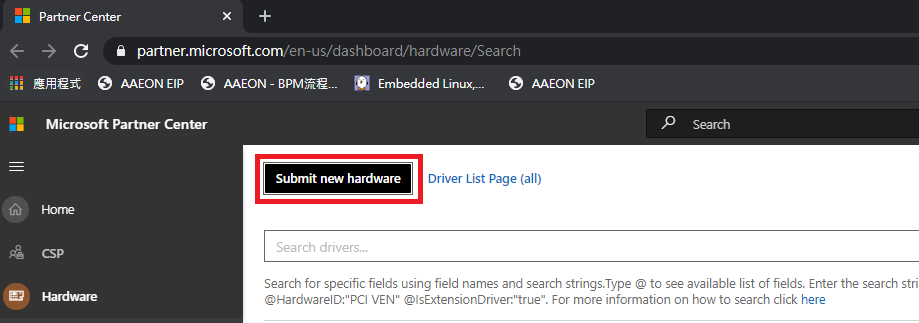 Partner Center
partner.microsoft.com/en-us/dashboard/hardware/Search
應用程式 AAEON EIP AAEON - BPM流程... Embedded Linux,... AAEON EIP
Microsoft Partner Center
Search
Submit new hardware Driver List Page (all)
Home
Search drivers...
CSP
Search for specific fields using field names and search strings.Type @ to see available list of fields. Enter the search stri
Hardware
@HardwareID:"PCI VEN" @IsExtensionDriver:"true". For more information on how to search click here